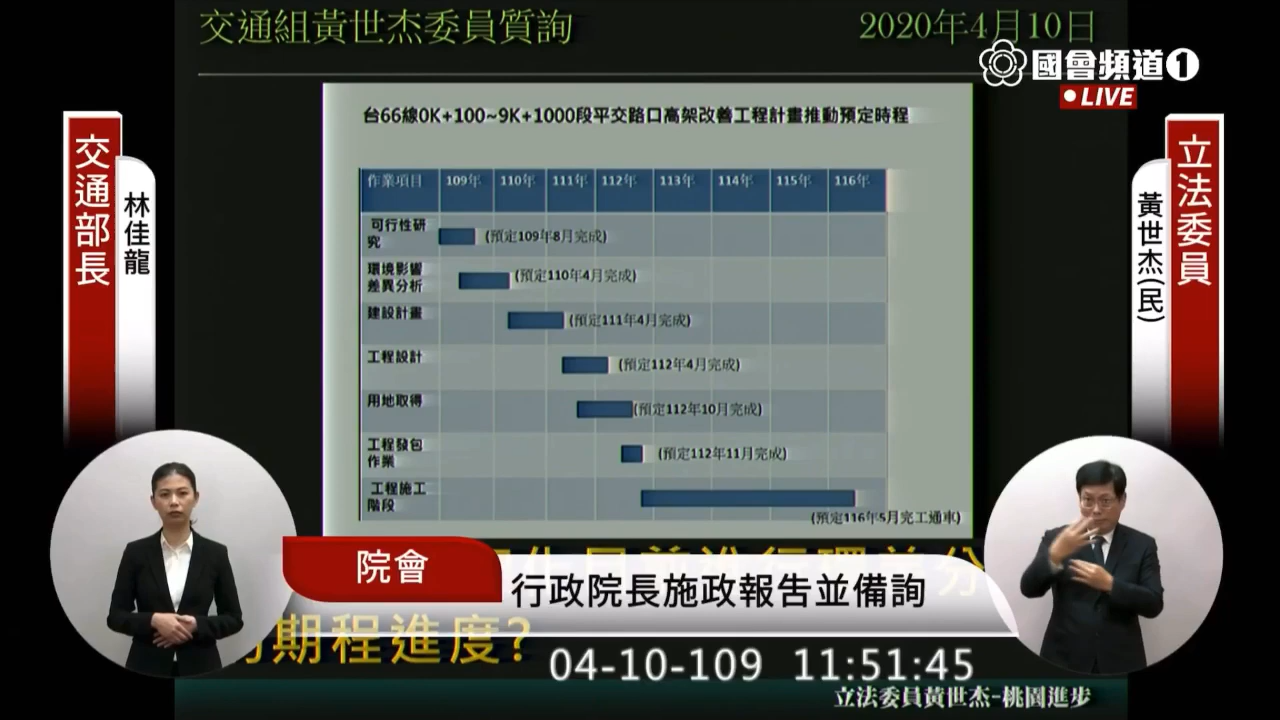 交通組黃世杰委員質詢
2020年4月10日
國會頻道1
LIVE
交通部長
林佳龍
立法委員
黃世杰(民)
台66線0K+100~9K+1000段平交路口高架改善工程計畫推動預定時程
作業項目 109年 110年 111年 112年 113年 114年 115年 116年
可行性研究 (預定109年8月完成)
環境影響差異分析 (預定110年4月完成)
建設計畫 (預定111年4月完成)
工程設計 (預定112年4月完成)
用地取得 (預定112年10月完成)
工程發包作業 (預定112年11月完成)
工程施工階段
(預定116年5月完工通車)
院會
行政院長施政報告並備詢
期程進度?
04-10-109 11:51:45
立法委員黃世杰-桃園進步